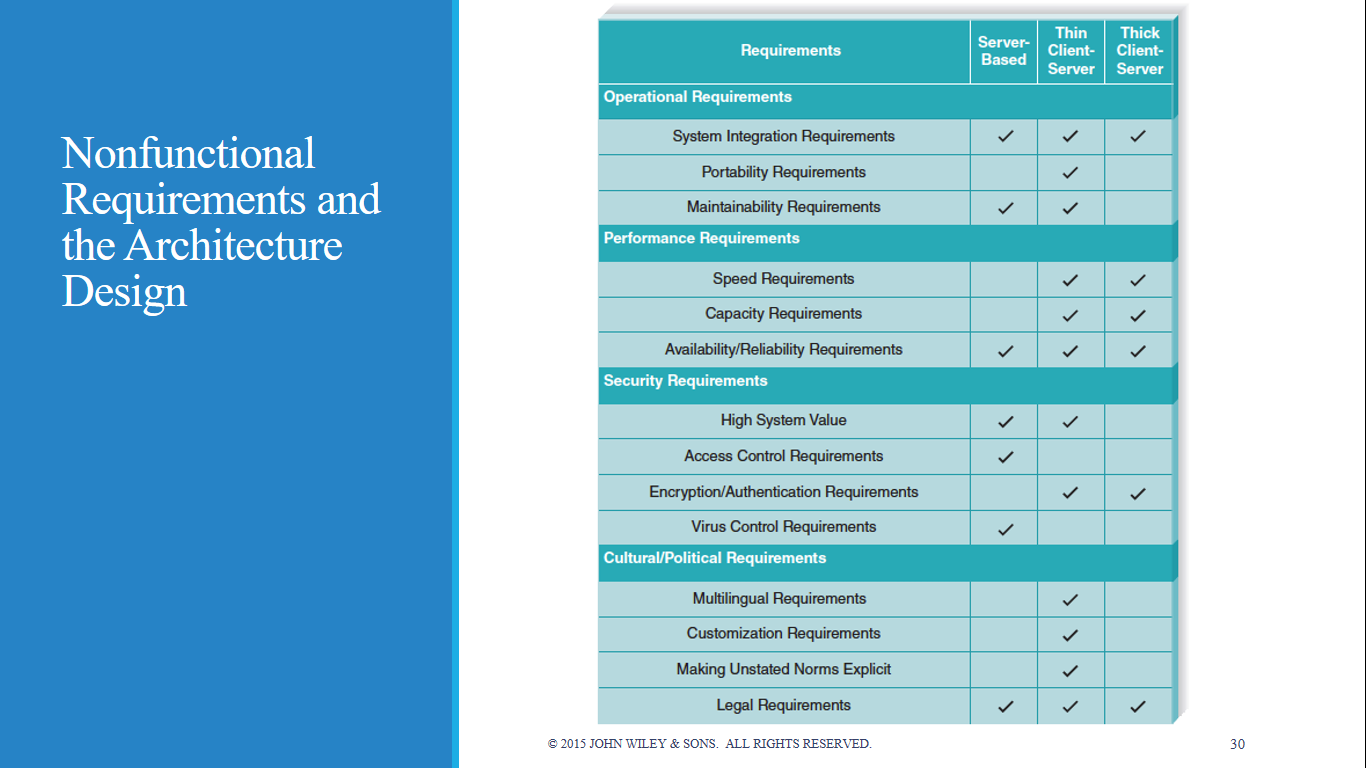 Nonfunctional
Requirements and
the Architecture
Design
Requirements
Server-
Based
Thin
Client-
Server
Thick
Client-
Server
Operational Requirements
System Integration Requirements ✓ ✓ ✓
Portability Requirements ✓
Maintainability Requirements ✓ ✓
Performance Requirements
Speed Requirements ✓ ✓
Capacity Requirements ✓ ✓
Availability/Reliability Requirements ✓ ✓ ✓
Security Requirements
High System Value ✓ ✓
Access Control Requirements ✓
Encryption/Authentication Requirements ✓ ✓
Virus Control Requirements ✓
Cultural/Political Requirements
Multilingual Requirements ✓
Customization Requirements ✓
Making Unstated Norms Explicit ✓
Legal Requirements ✓ ✓ ✓
© 2015 JOHN WILEY & SONS. ALL RIGHTS RESERVED.
30